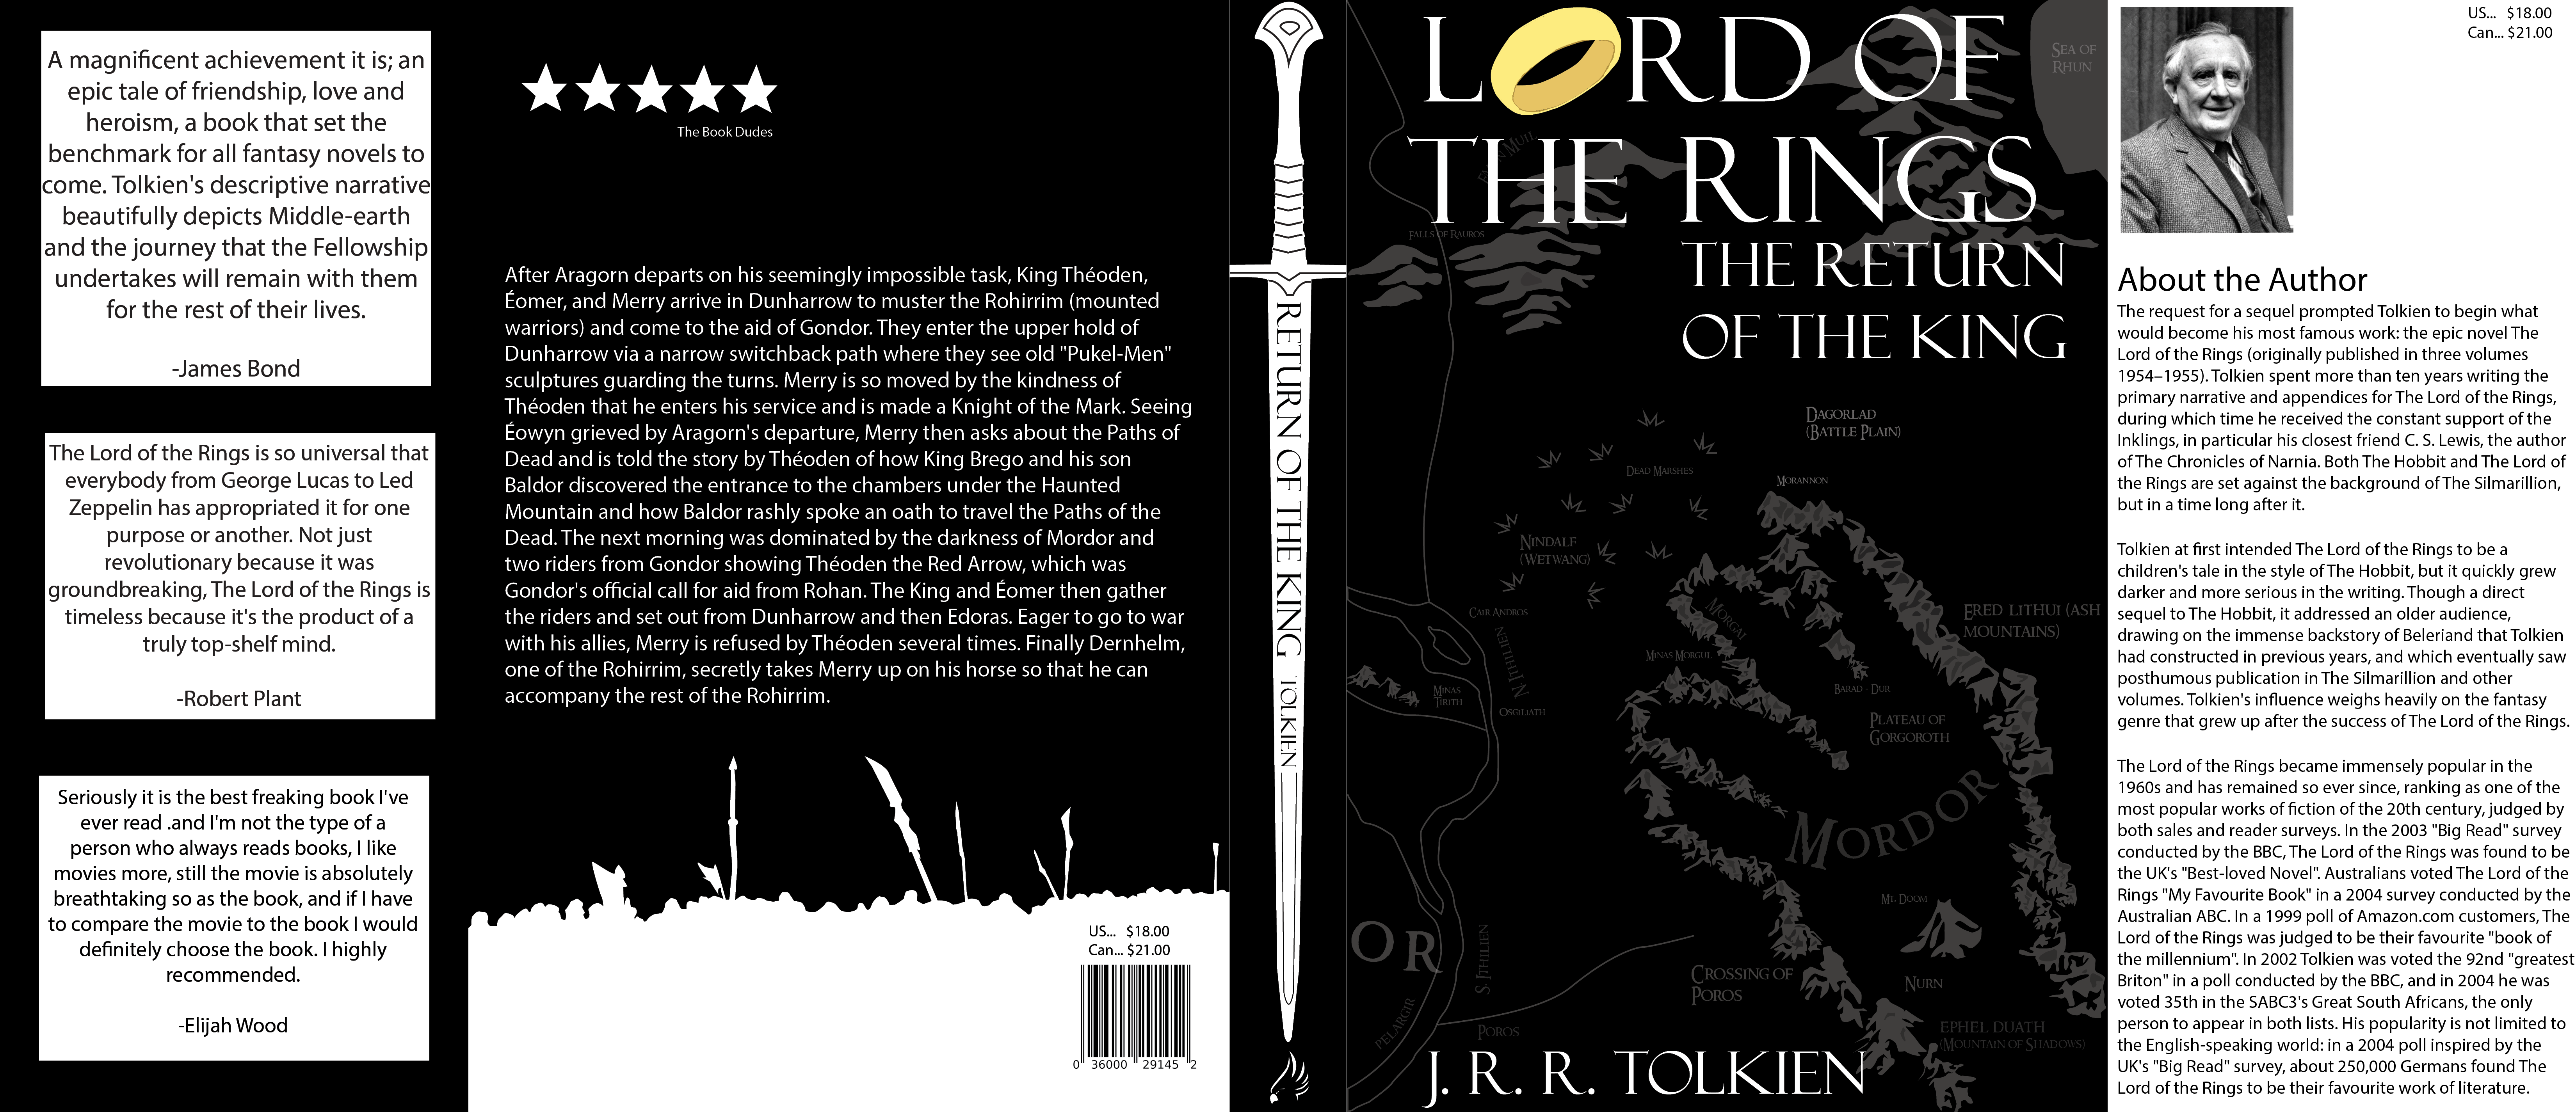 A magnificent achievement it is; an
epic tale of friendship, love and
heroism, a book that set the
benchmark for all fantasy novels to
come. Tolkien's descriptive narrative
beautifully depicts Middle-earth
and the journey that the Fellowship
undertakes will remain with them
for the rest of their lives.
-James Bond
The Lord of the Rings is so universal that
everybody from George Lucas to Led
Zeppelin has appropriated it for one
purpose or another. Not just
revolutionary because it was
groundbreaking, The Lord of the Rings is
timeless because it's the product of a
truly top-shelf mind.
-Robert Plant
Seriously it is the best freaking book I've
ever read .and I'm not the type of a
person who always reads books, I like
movies more, still the movie is absolutely
breathtaking so as the book, and if I have
to compare the movie to the book I would
definitely choose the book. I highly
recommended.
-Elijah Wood
The Book Dudes
After Aragorn departs on his seemingly impossible task, King Théoden,
Éomer, and Merry arrive in Dunharrow to muster the Rohirrim (mounted
warriors) and come to the aid of Gondor. They enter the upper hold of
Dunharrow via a narrow switchback path where they see old "Pukel-Men"
sculptures guarding the turns. Merry is so moved by the kindness of
Théoden that he enters his service and is made a Knight of the Mark. Seeing
Éowyn grieved by Aragorn's departure, Merry then asks about the Paths of
Dead and is told the story by Théoden of how King Brego and his son
Baldor discovered the entrance to the chambers under the Haunted
Mountain and how Baldor rashly spoke an oath to travel the Paths of the
Dead. The next morning was dominated by the darkness of Mordor and
two riders from Gondor showing Théoden the Red Arrow, which was
Gondor's official call for aid from Rohan. The King and Éomer then gather
the riders and set out from Dunharrow and then Edoras. Eager to go to war
with his allies, Merry is refused by Théoden several times. Finally Dernhelm,
one of the Rohirrim, secretly takes Merry up on his horse so that he can
accompany the rest of the Rohirrim.
US... $18.00
Can... $21.00
0 36000 29145 2
RETURN OF THE KING TOLKIEN
LORD OF
THE RINGS
THE RETURN
OF THE KING
SEA OF
RHUN
EMYN MUIL
FALLS OF RAUROS
DAGORLAD
(BATTLE PLAIN)
DEAD MARSHES
MORANNON
NINDALF
(WETWANG)
CAIR ANDROS
N ITHILIEN
MORGAI
ERED LITHUI (ASH
MOUNTAINS)
MINAS MORGUL
MINAS
TIRITH
OSGILIATH
BARAD - DUR
PLATEAU OF
GORGOROTH
MORDOR
MT. DOOM
OR
S. ITHILIEN
CROSSING OF
POROS
NURN
PELARGIR
POROS
EPHEL DUATH
(MOUNTAIN OF SHADOWS)
J. R. R. TOLKIEN
US... $18.00
Can... $21.00
About the Author
The request for a sequel prompted Tolkien to begin what
would become his most famous work: the epic novel The
Lord of the Rings (originally published in three volumes
1954–1955). Tolkien spent more than ten years writing the
primary narrative and appendices for The Lord of the Rings,
during which time he received the constant support of the
Inklings, in particular his closest friend C. S. Lewis, the author
of The Chronicles of Narnia. Both The Hobbit and The Lord of
the Rings are set against the background of The Silmarillion,
but in a time long after it.
Tolkien at first intended The Lord of the Rings to be a
children's tale in the style of The Hobbit, but it quickly grew
darker and more serious in the writing. Though a direct
sequel to The Hobbit, it addressed an older audience,
drawing on the immense backstory of Beleriand that Tolkien
had constructed in previous years, and which eventually saw
posthumous publication in The Silmarillion and other
volumes. Tolkien's influence weighs heavily on the fantasy
genre that grew up after the success of The Lord of the Rings.
The Lord of the Rings became immensely popular in the
1960s and has remained so ever since, ranking as one of the
most popular works of fiction of the 20th century, judged by
both sales and reader surveys. In the 2003 "Big Read" survey
conducted by the BBC, The Lord of the Rings was found to be
the UK's "Best-loved Novel". Australians voted The Lord of the
Rings "My Favourite Book" in a 2004 survey conducted by the
Australian ABC. In a 1999 poll of Amazon.com customers, The
Lord of the Rings was judged to be their favourite "book of
the millennium". In 2002 Tolkien was voted the 92nd "greatest
Briton" in a poll conducted by the BBC, and in 2004 he was
voted 35th in the SABC3's Great South Africans, the only
person to appear in both lists. His popularity is not limited to
the English-speaking world: in a 2004 poll inspired by the
UK's "Big Read" survey, about 250,000 Germans found The
Lord of the Rings to be their favourite work of literature.